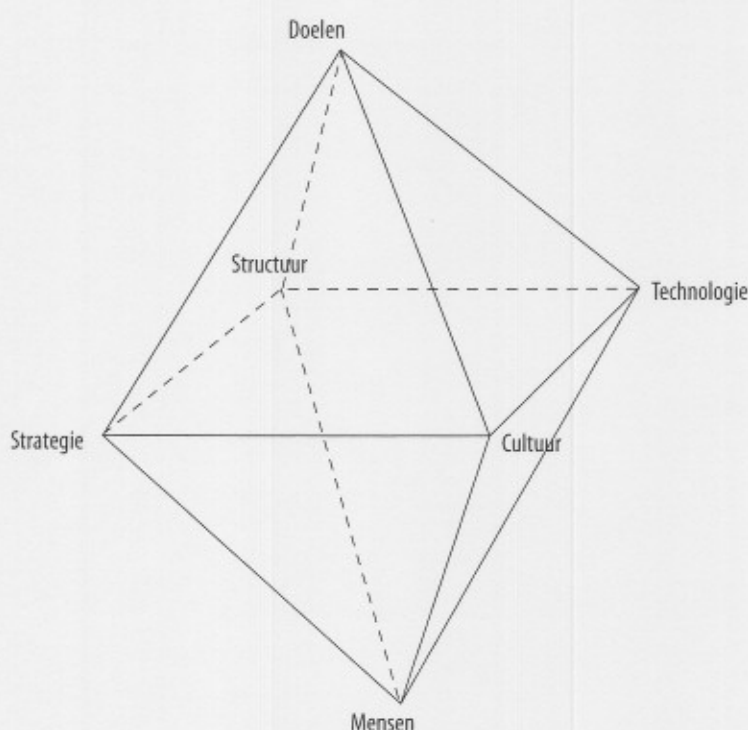 Doelen
Structuur
Technologie
Strategie
Cultuur
Mensen